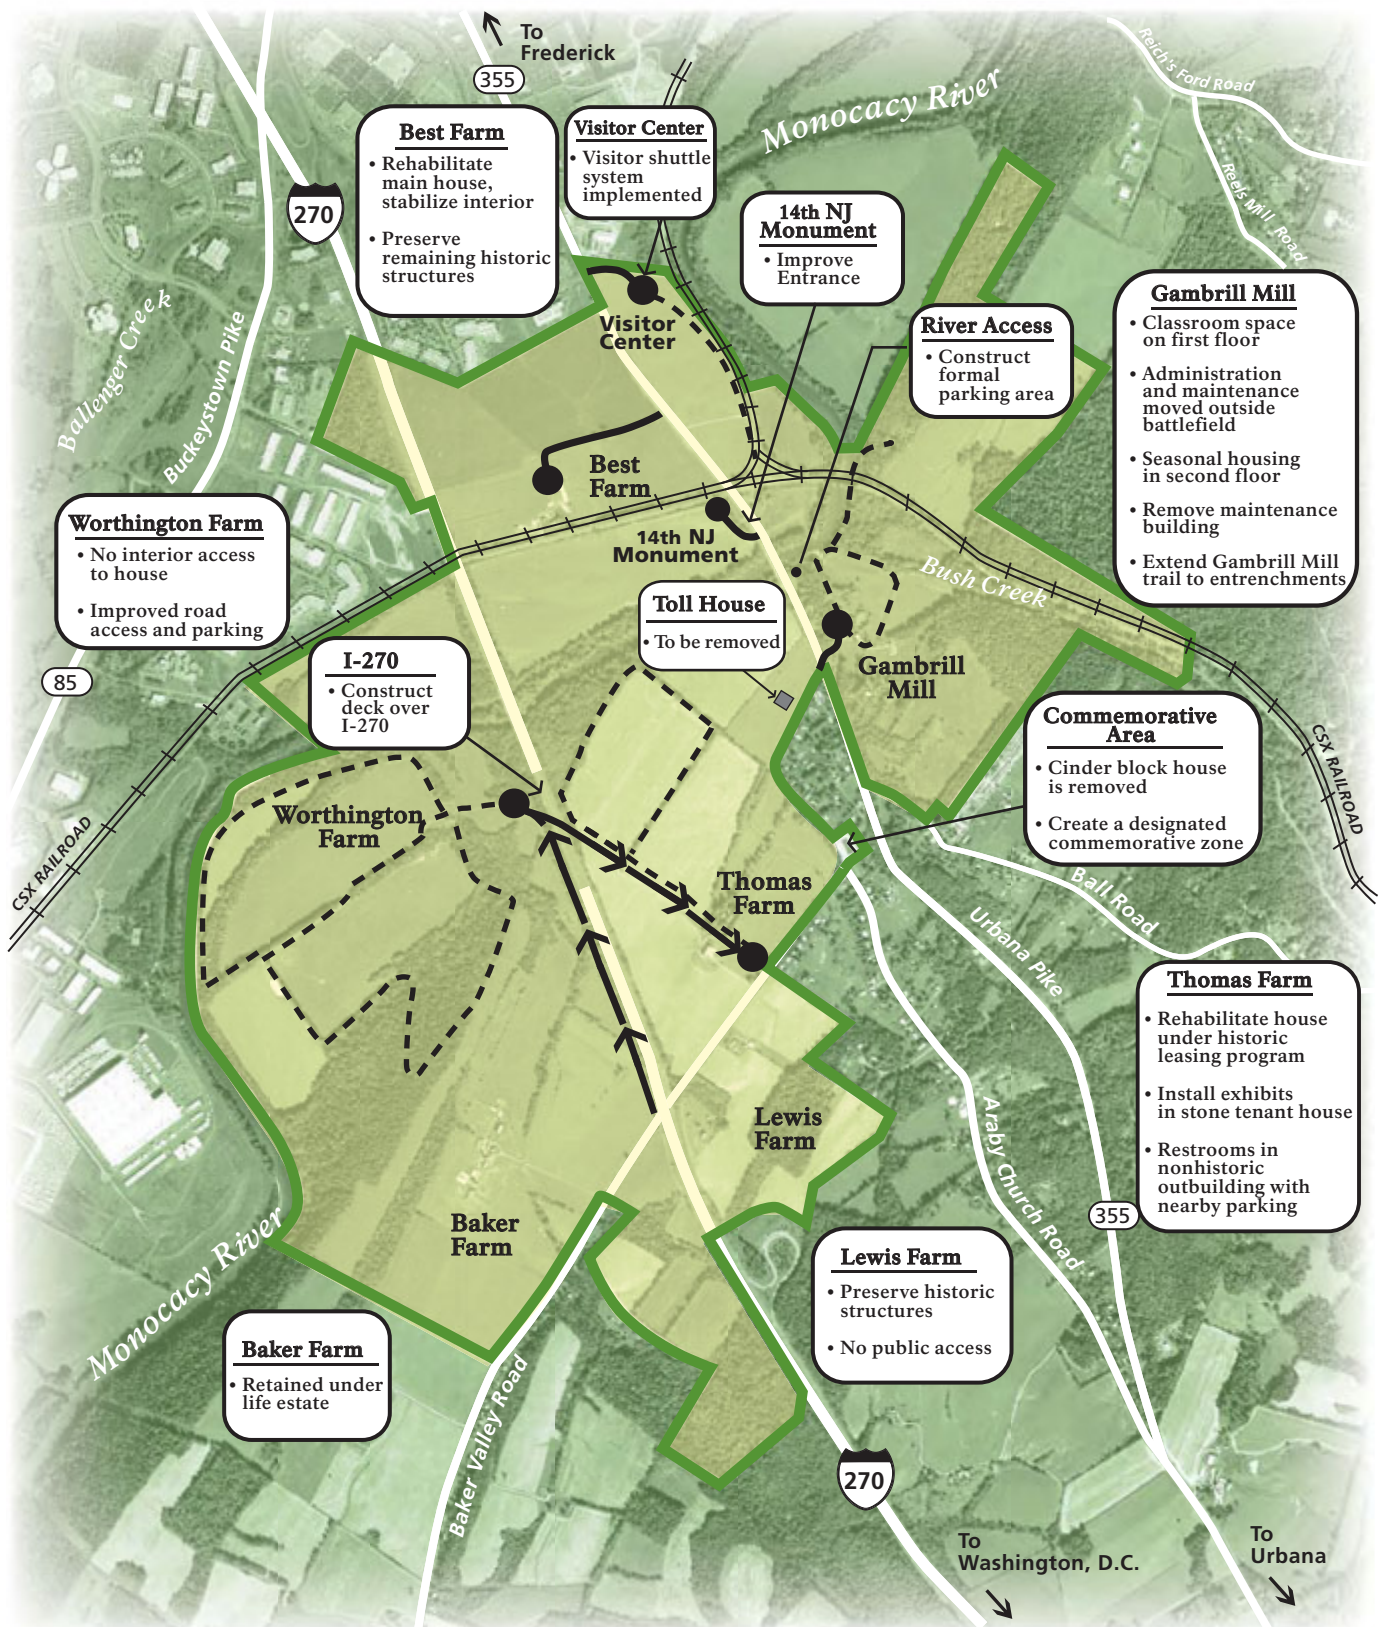 To
Frederick
355
Reich's Ford Road
Monocacy River
Reels Mill Road
Best Farm
• Rehabilitate
main house,
stabilize interior
• Preserve
remaining historic
structures
Visitor Center
• Visitor shuttle
system
implemented
14th NJ
Monument
• Improve
Entrance
270
River Access
• Construct
formal
parking area
Gambrill Mill
• Classroom space
on first floor
• Administration
and maintenance
moved outside
battlefield
• Seasonal housing
in second floor
• Remove maintenance
building
• Extend Gambrill Mill
trail to entrenchments
Ballenger Creek
Buckeystown Pike
Visitor
Center
Best
Farm
14th NJ
Monument
Bush Creek
Worthington Farm
• No interior access
to house
• Improved road
access and parking
85
Toll House
• To be removed
Gambrill
Mill
I-270
• Construct
deck over
I-270
Commemorative
Area
• Cinder block house
is removed
• Create a designated
commemorative zone
CSX RAILROAD
CSX RAILROAD
Worthington
Farm
Thomas
Farm
Ball Road
Urbana Pike
Thomas Farm
• Rehabilitate house
under historic
leasing program
• Install exhibits
in stone tenant house
• Restrooms in
nonhistoric
outbuilding with
nearby parking
Lewis
Farm
Araby Church Road
355
Baker
Farm
Monocacy River
Lewis Farm
• Preserve historic
structures
• No public access
Baker Farm
• Retained under
life estate
Baker Valley Road
270
To
Washington, D.C.
To
Urbana